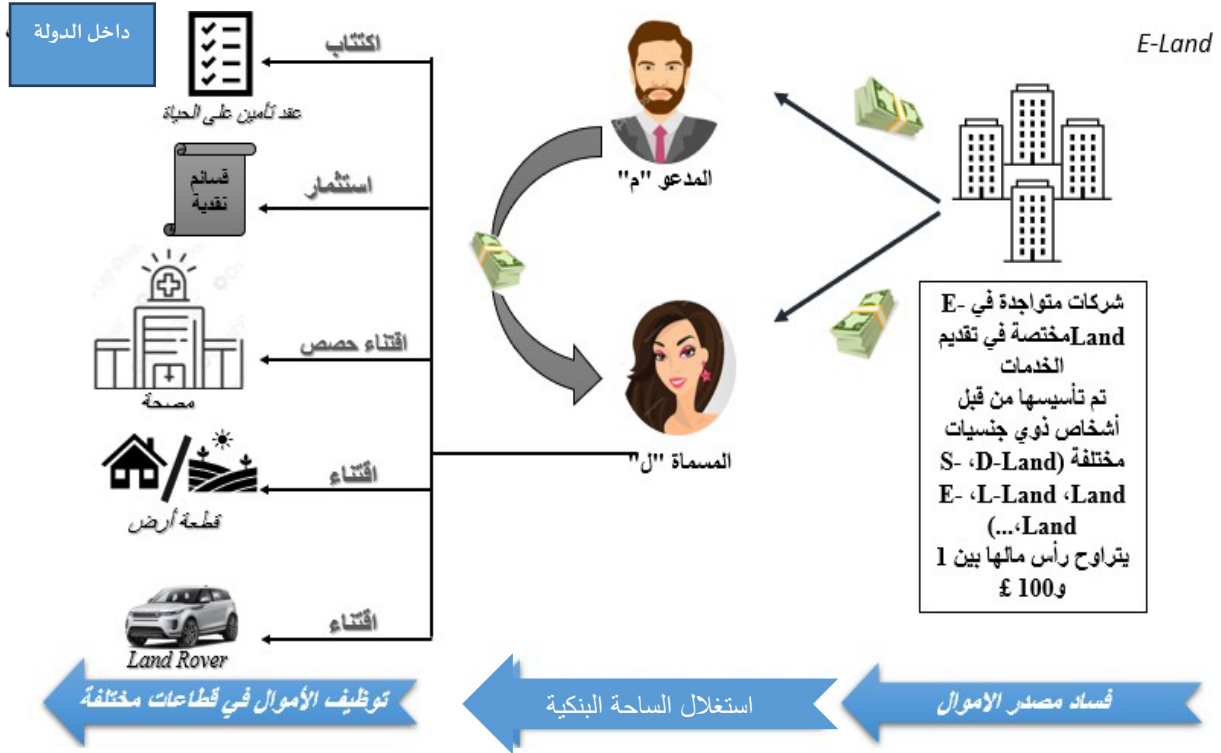 E-Land
داخل الدولة
اكتتاب
عقد تأمين على الحياة
استثمار
قسائم
نقدية
اقتناء حصص
مصحة
اقتناء
قطعة أرض
اقتناء
Land Rover
المدعو "م"
المسماة "ل"
شركات متواجدة في E-
Land مختصة في تقديم
الخدمات
تم تأسيسها من قبل
أشخاص ذوي جنسيات
مختلفة (D-Land، S-
Land، L-Land، E-
Land،...)
يتراوح رأس مالها بين 1
و100 £
فساد مصدر الاموال
استغلال الساحة البنكية
توظيف الأموال في قطاعات مختلفة